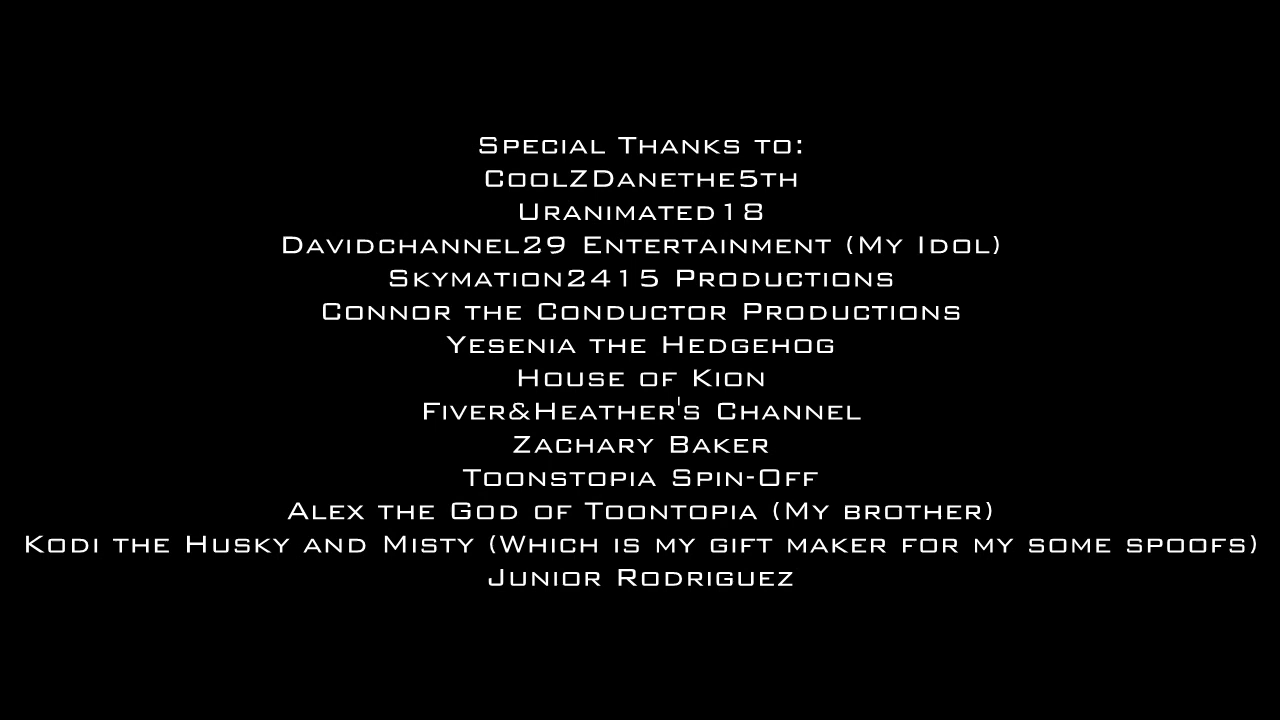 Special Thanks to:
CoolZDanethe5th
Uranimated18
Davidchannel29 Entertainment (My Idol)
Skymation2415 Productions
Connor the Conductor Productions
Yesenia the Hedgehog
House of Kion
Fiver&Heather's Channel
Zachary Baker
Toonstopia Spin-Off
Alex the God of Toontopia (My brother)
Kodi the Husky and Misty (Which is my gift maker for my some spoofs)
Junior Rodriguez